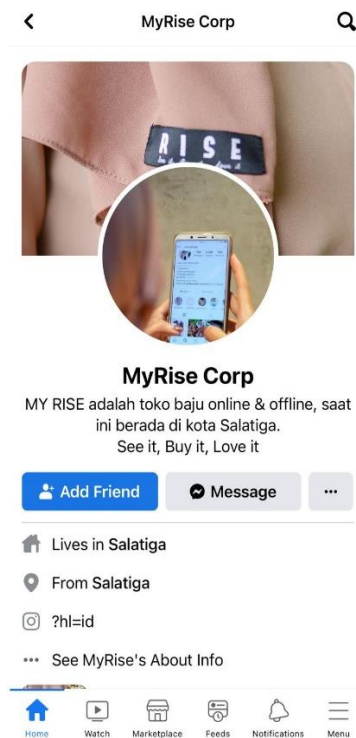 MyRise Corp
RISE
MyRise Corp
MY RISE adalah toko baju online & offline, saat
ini berada di kota Salatiga.
See it, Buy it, Love it
Add Friend
Message
Lives in Salatiga
From Salatiga
?hl=id
See MyRise's About Info
Home
Watch
Marketplace
Feeds
Notifications
Menu